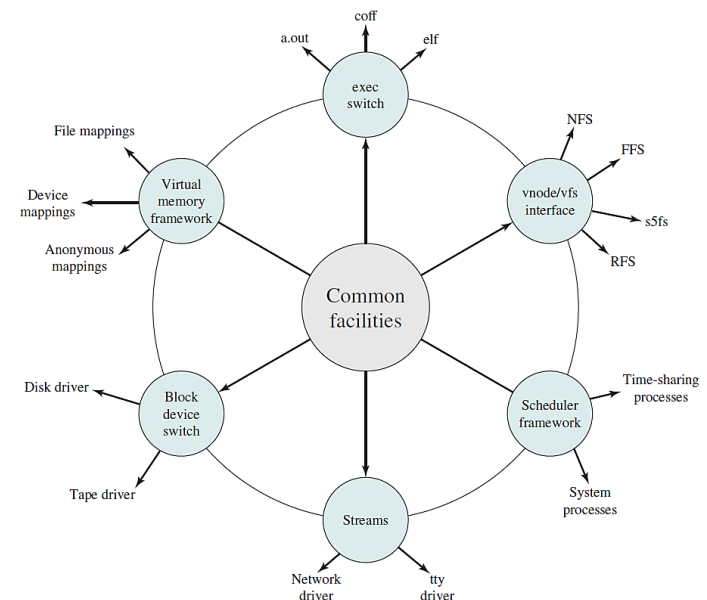 coff
a.out
elf
exec
switch
File mappings
Virtual
memory
framework
Device
mappings
Anonymous
mappings
NFS
FFS
vnode/vfs
interface
s5fs
RFS
Common
facilities
Disk driver
Block
device
switch
Tape driver
Time-sharing
processes
Scheduler
framework
System
processes
Streams
Network
driver
tty
driver